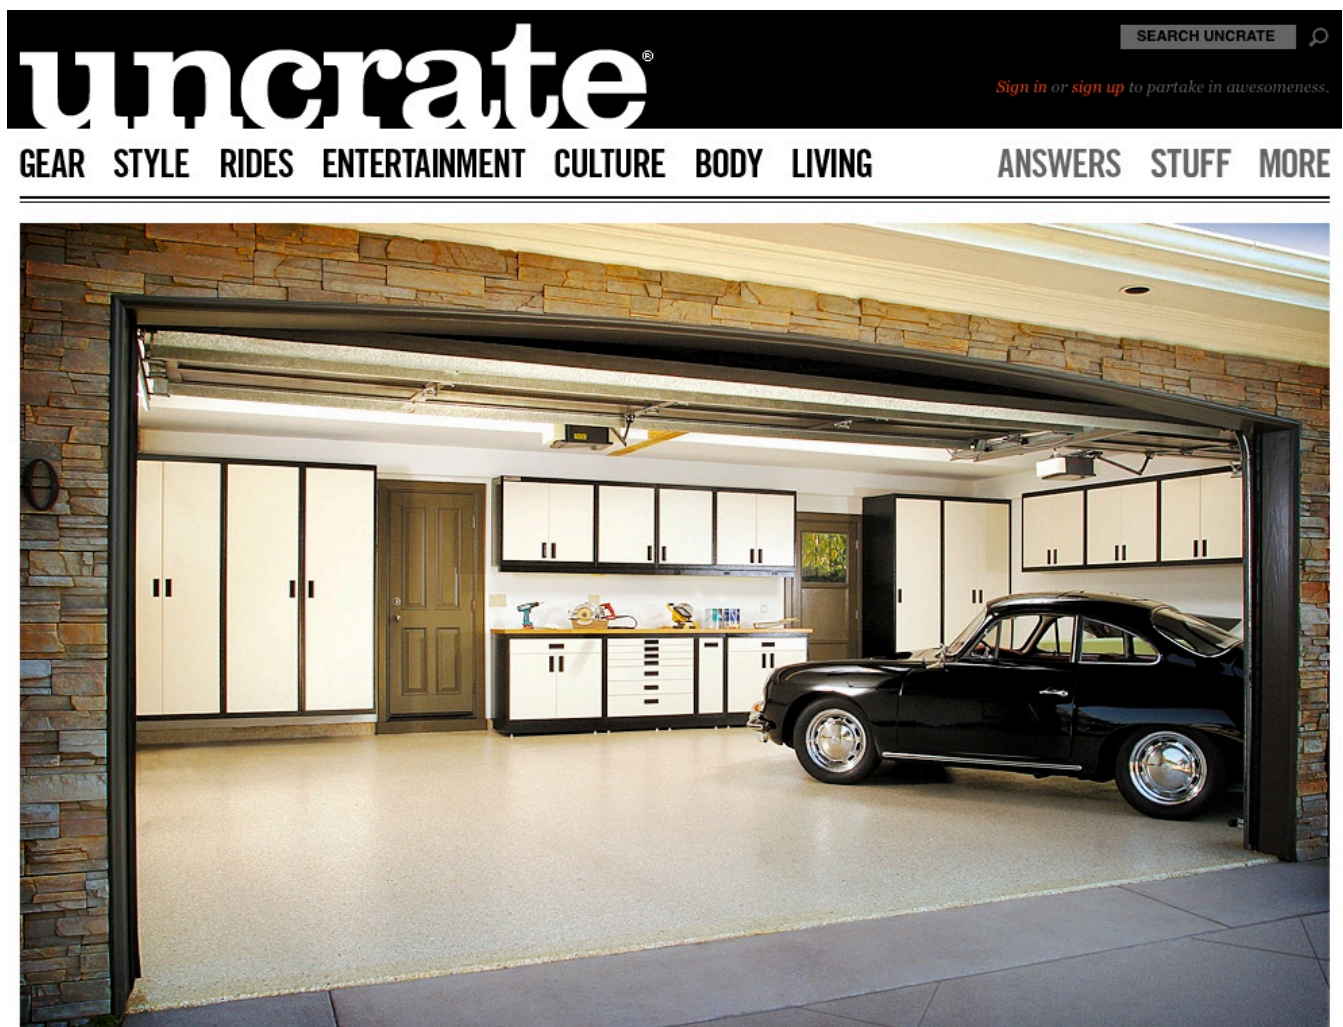 uncrate®
SEARCH UNCRATE
Sign in or sign up to partake in awesomeness.
GEAR STYLE RIDES ENTERTAINMENT CULTURE BODY LIVING ANSWERS STUFF MORE